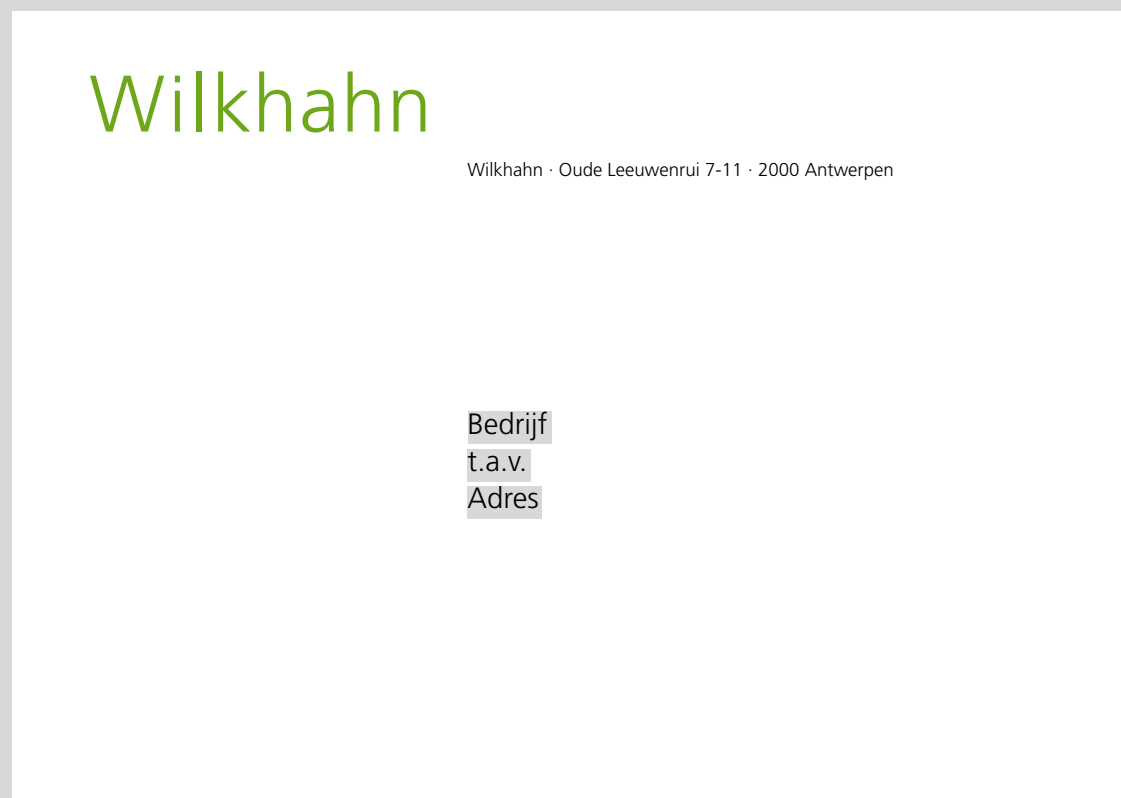 Wilkhahn
Wilkhahn · Oude Leeuwenrui 7-11 · 2000 Antwerpen
Bedrijf
t.a.v.
Adres